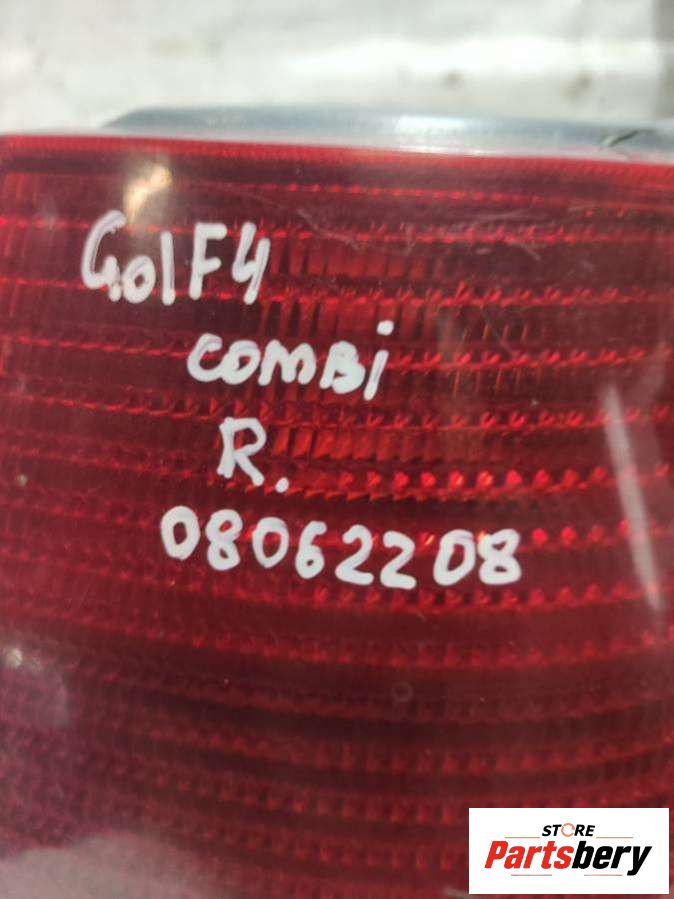 GolF4
combi
R.
08062208
STORE
Partsbery